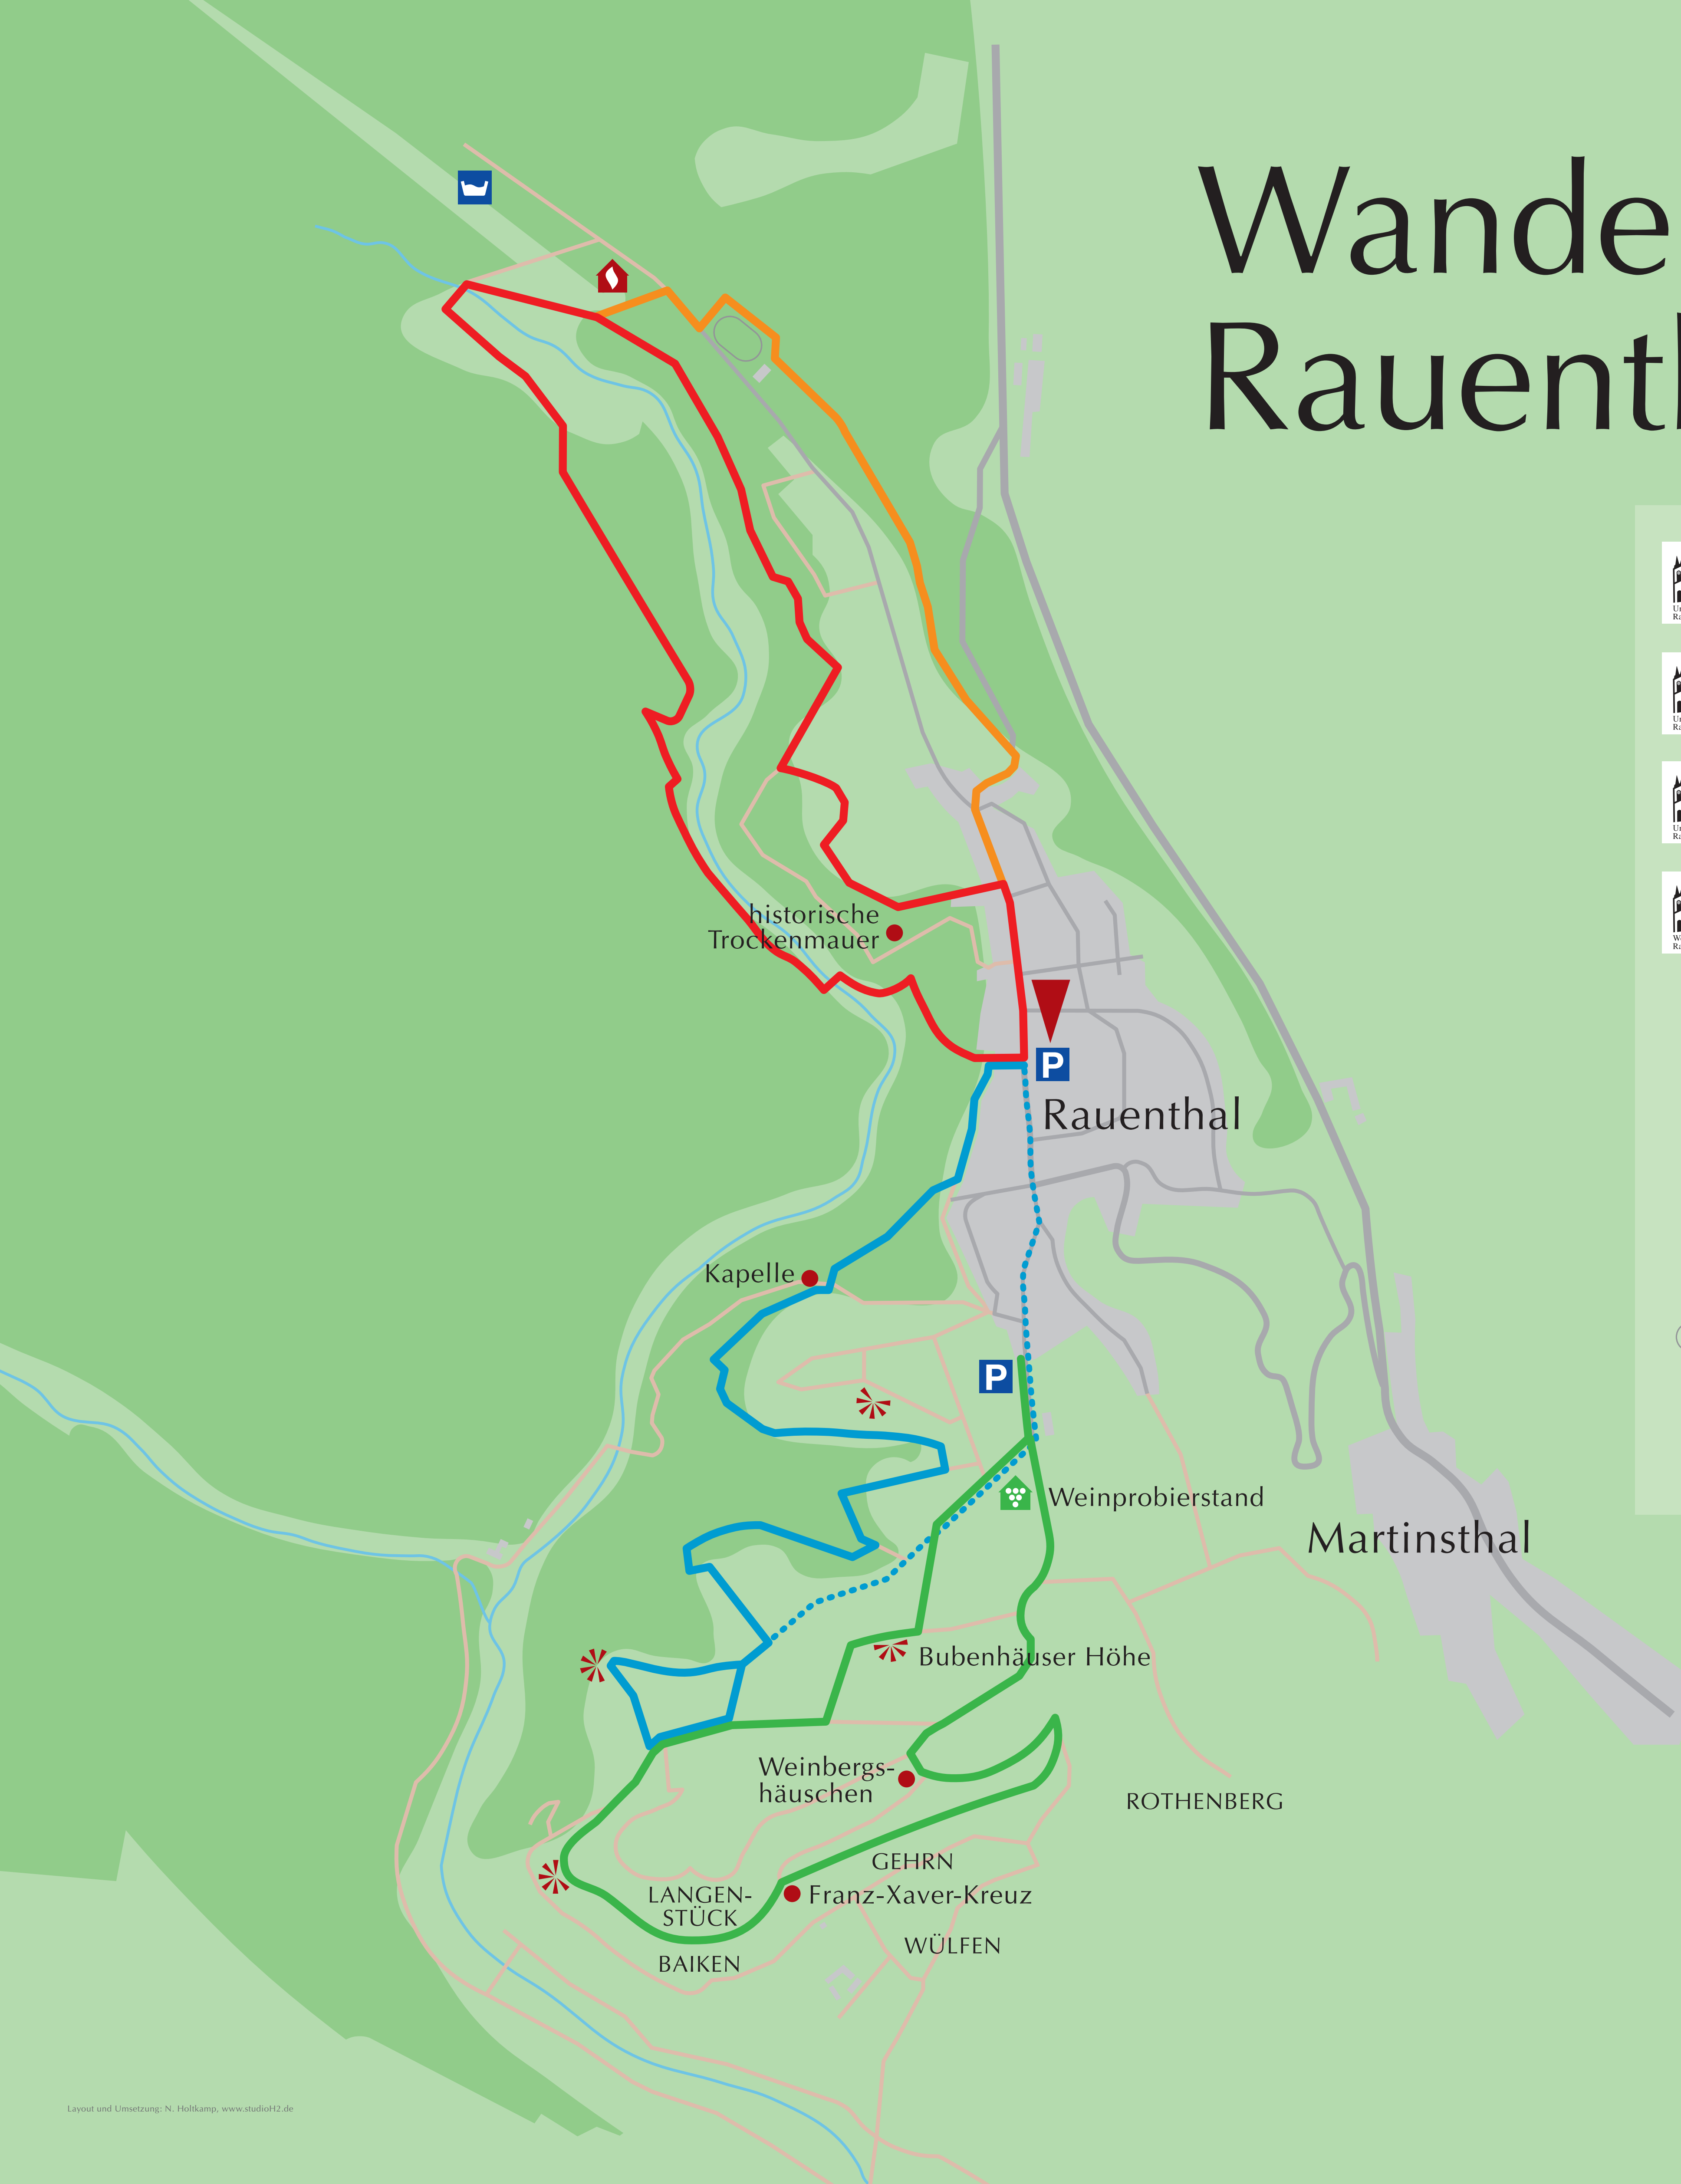 Wande
Rauent
historische
Trockenmauer
P
Rauenthal
Kapelle
P
Weinprobierstand
Martinsthal
Bubenhäuser Höhe
Weinbergs-
häuschen
ROTHENBERG
GEHRN
LANGEN-
STÜCK
Franz-Xaver-Kreuz
WÜLFEN
BAIKEN
Layout und Umsetzung: N. Holtkamp, www.studioH2.de